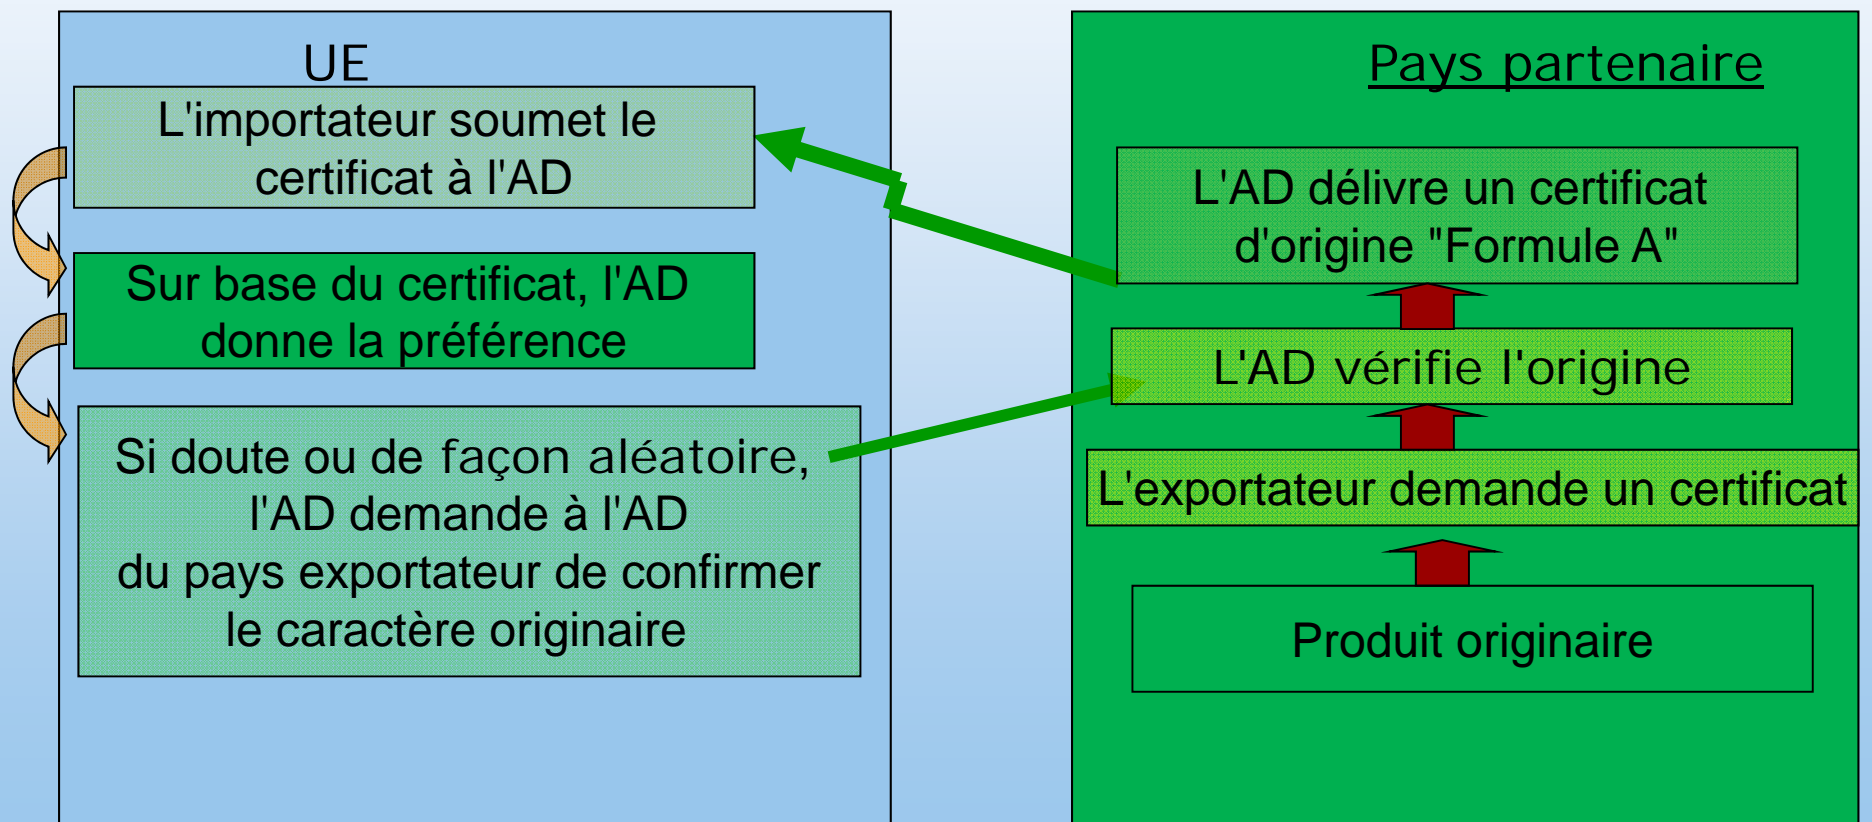 UE
L'importateur soumet le
certificat à l'AD
Sur base du certificat, l'AD
donne la préférence
Si doute ou de façon aléatoire,
l'AD demande à l'AD
du pays exportateur de confirmer
le caractère originaire
Pays partenaire
L'AD délivre un certificat
d'origine "Formule A"
L'AD vérifie l'origine
L'exportateur demande un certificat
Produit originaire